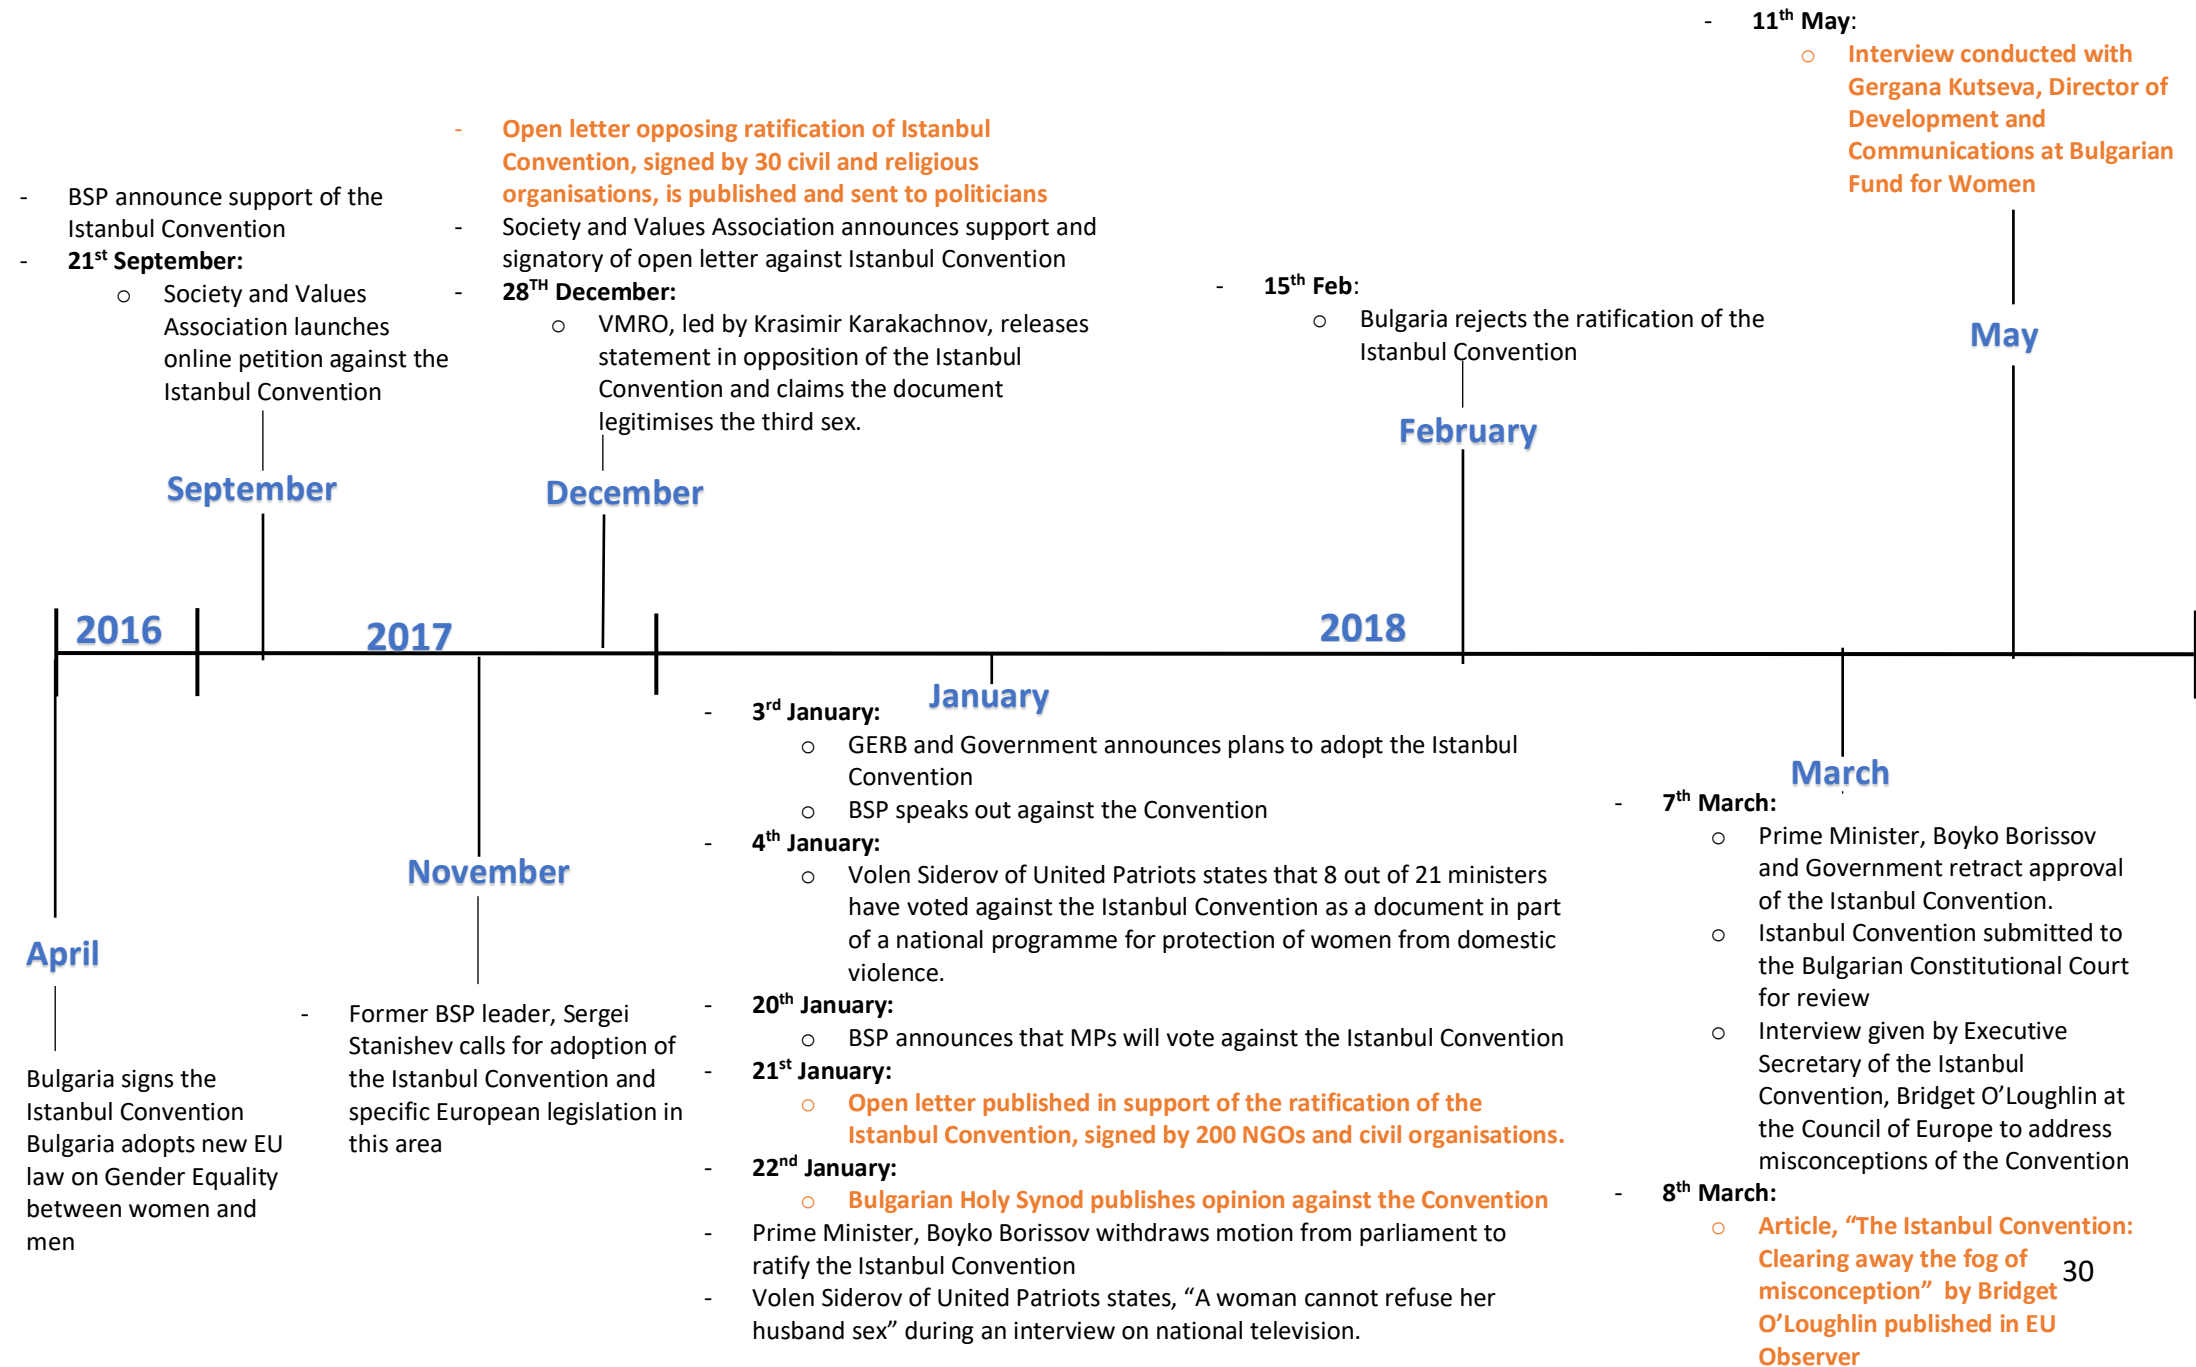 - 11th May:
o Interview conducted with
Gergana Kutseva, Director of
Development and
Communications at Bulgarian
Fund for Women
- Open letter opposing ratification of Istanbul
Convention, signed by 30 civil and religious
organisations, is published and sent to politicians
- Society and Values Association announces support and
signatory of open letter against Istanbul Convention
- 28TH December:
o VMRO, led by Krasimir Karakachnov, releases
statement in opposition of the Istanbul
Convention and claims the document
legitimises the third sex.
- BSP announce support of the
Istanbul Convention
- 21st September:
o Society and Values
Association launches
online petition against the
Istanbul Convention
- 15th Feb:
o Bulgaria rejects the ratification of the
Istanbul Convention
May
February
September
December
2016
2017
2018
January
November
April
March
Bulgaria signs the
Istanbul Convention
Bulgaria adopts new EU
law on Gender Equality
between women and
men
- Former BSP leader, Sergei
Stanishev calls for adoption of
the Istanbul Convention and
specific European legislation in
this area
- 3rd January:
o GERB and Government announces plans to adopt the Istanbul
Convention
o BSP speaks out against the Convention
- 4th January:
o Volen Siderov of United Patriots states that 8 out of 21 ministers
have voted against the Istanbul Convention as a document in part
of a national programme for protection of women from domestic
violence.
- 20th January:
o BSP announces that MPs will vote against the Istanbul Convention
- 21st January:
o Open letter published in support of the ratification of the
Istanbul Convention, signed by 200 NGOs and civil organisations.
- 22nd January:
o Bulgarian Holy Synod publishes opinion against the Convention
- Prime Minister, Boyko Borissov withdraws motion from parliament to
ratify the Istanbul Convention
- Volen Siderov of United Patriots states, “A woman cannot refuse her
husband sex” during an interview on national television.
- 7th March:
o Prime Minister, Boyko Borissov
and Government retract approval
of the Istanbul Convention.
o Istanbul Convention submitted to
the Bulgarian Constitutional Court
for review
o Interview given by Executive
Secretary of the Istanbul
Convention, Bridget O’Loughlin at
the Council of Europe to address
misconceptions of the Convention
- 8th March:
o Article, “The Istanbul Convention:
Clearing away the fog of
misconception” by Bridget
O’Loughlin published in EU
Observer
30